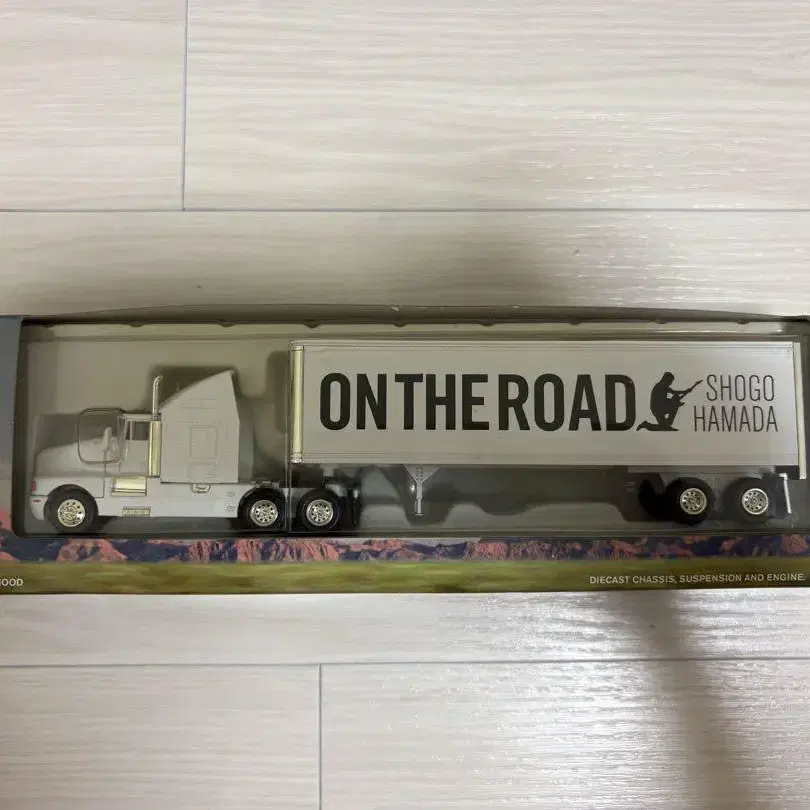 ON THE ROAD
SHOGO
HAMADA
DIECAST CHASSIS, SUSPENSION AND ENGINE